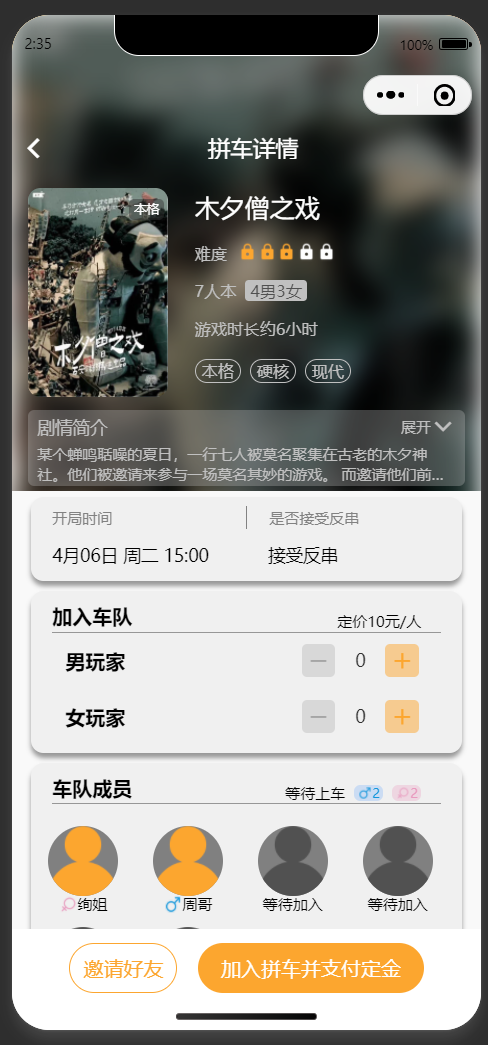 2:35
100%
拼车详情
本格
木夕僧之戏
木夕僧之戏
难度
7人本 4男3女
游戏时长约6小时
本格 硬核 现代
剧情简介 展开
某个蝉鸣聒噪的夏日，一行七人被莫名聚集在古老的木夕神
社。他们被邀请来参与一场莫名其妙的游戏。 而邀请他们前...
开局时间 是否接受反串
4月06日 周二 15:00 接受反串
加入车队 定价10元/人
男玩家 0
女玩家 0
车队成员 等待上车 ♂2 ♀2
♀绚姐 ♂周哥 等待加入 等待加入
邀请好友 加入拼车并支付定金